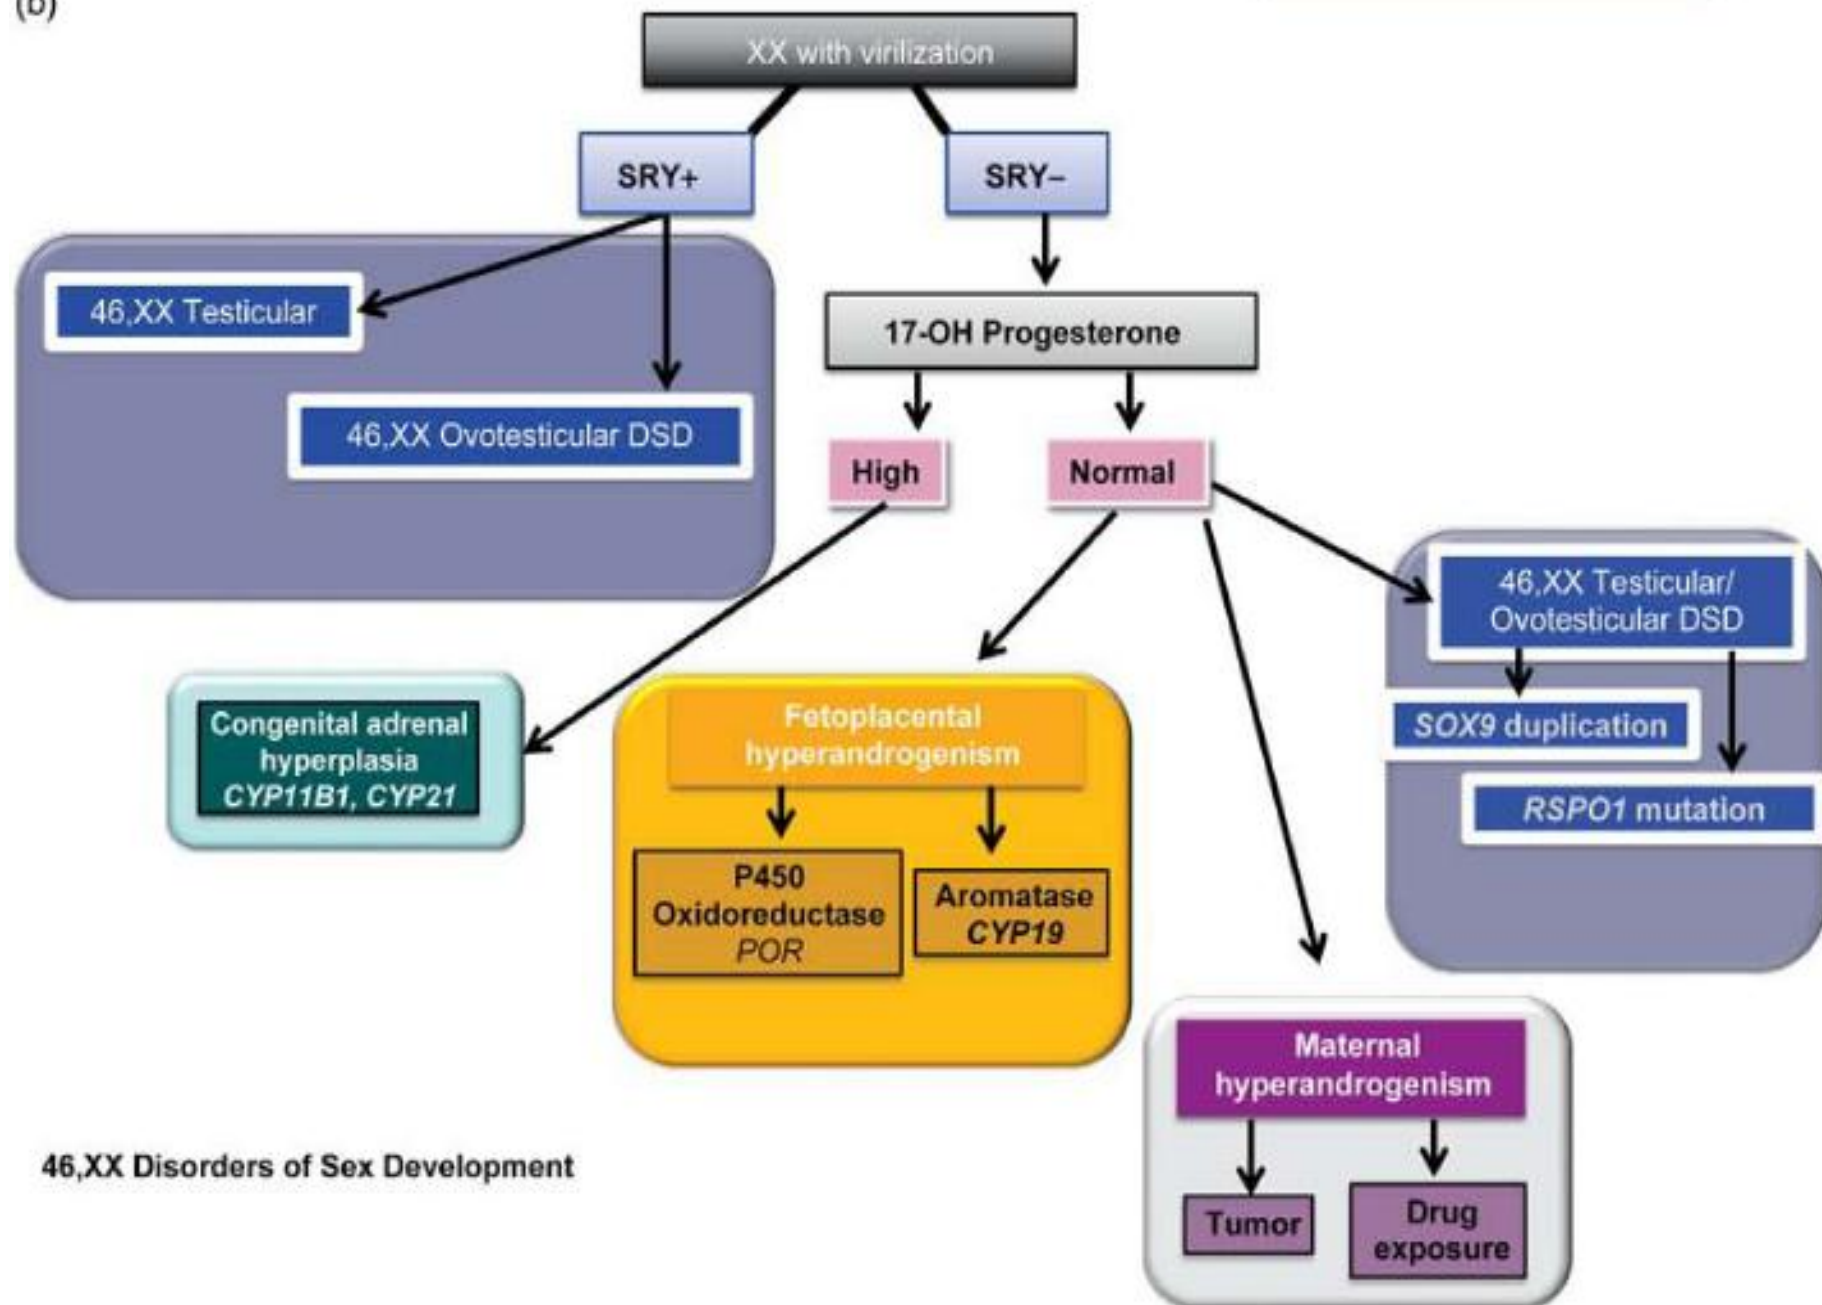 (b)
XX with virilization
SRY+
SRY–
46,XX Testicular
17-OH Progesterone
46,XX Ovotesticular DSD
High
Normal
46,XX Testicular/
Ovotesticular DSD
SOX9 duplication
RSPO1 mutation
Congenital adrenal
hyperplasia
CYP11B1, CYP21
Fetoplacental
hyperandrogenism
P450
Oxidoreductase
POR
Aromatase
CYP19
Maternal
hyperandrogenism
Tumor
Drug
exposure
46,XX Disorders of Sex Development